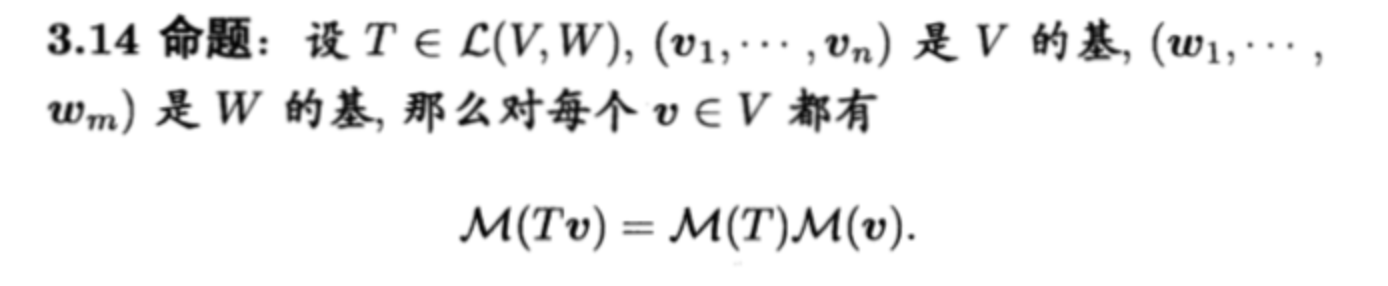 3.14 命题: 设 T ∈ ℒ(V, W), (v₁, ⋯ , vₙ) 是 V 的基, (w₁, ⋯ ,
wₘ) 是 W 的基, 那么对每个 v ∈ V 都有
ℳ(Tv) = ℳ(T)ℳ(v).